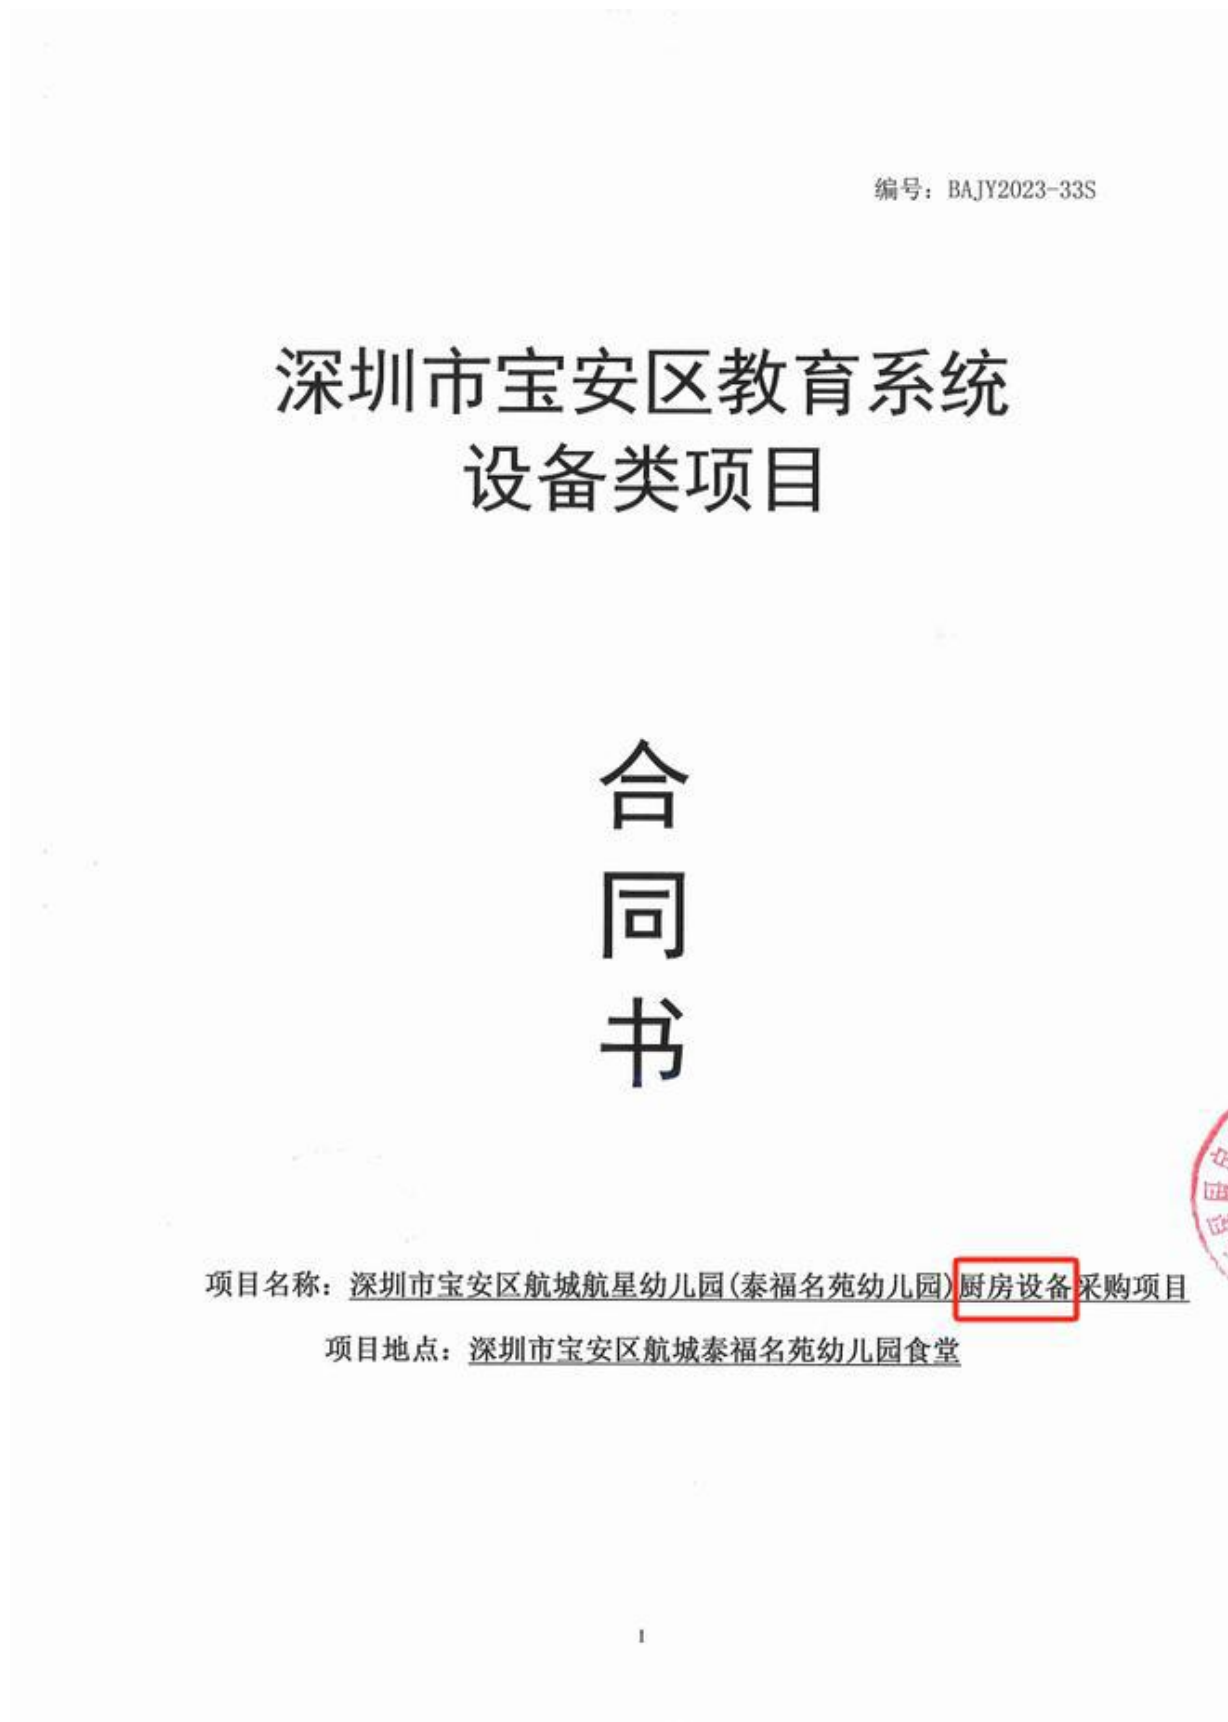 编号：BAJY2023-33S
深圳市宝安区教育系统
设备类项目
合
同
书
项目名称：深圳市宝安区航城航星幼儿园(泰福名苑幼儿园)厨房设备采购项目
项目地点：深圳市宝安区航城泰福名苑幼儿园食堂
1